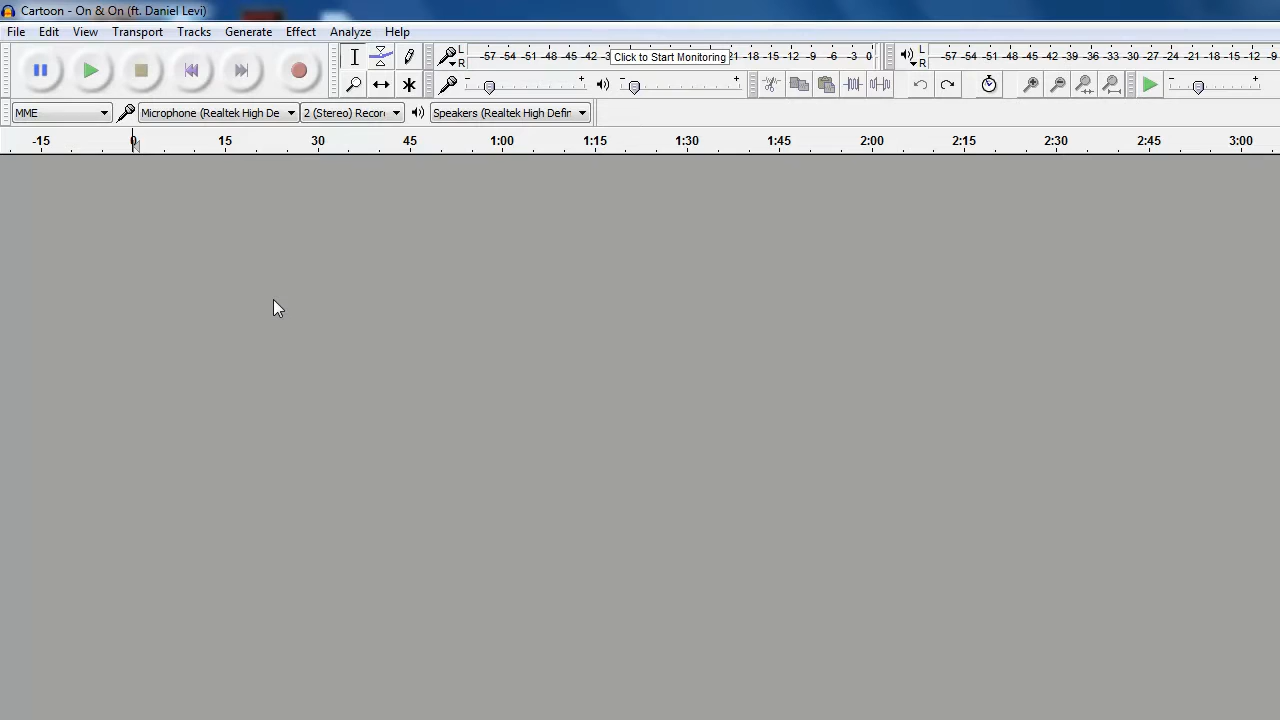 Cartoon - On & On (ft. Daniel Levi)
File Edit View Transport Tracks Generate Effect Analyze Help
L -57 -54 -51 -48 -45 -42 Click to Start Monitoring -18 -15 -12 -9 -6 -3 0 L -57 -54 -51 -48 -45 -42 -39 -36 -33 -30 -27 -24 -21 -18 -15 -12 -9
R R
MME Microphone (Realtek High De 2 (Stereo) Recor Speakers (Realtek High Defir
-15 0 15 30 45 1:00 1:15 1:30 1:45 2:00 2:15 2:30 2:45 3:00